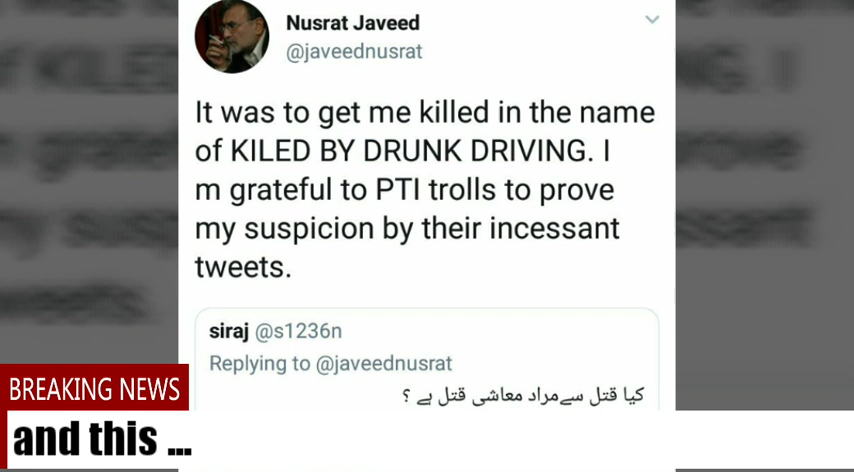 Nusrat Javeed
@javeednusrat
It was to get me killed in the name
of KILED BY DRUNK DRIVING. I
m grateful to PTI trolls to prove
my suspicion by their incessant
tweets.
siraj @s1236n
Replying to @javeednusrat
کیا قتل سےمراد معاشی قتل ہے ؟
BREAKING NEWS
and this ...